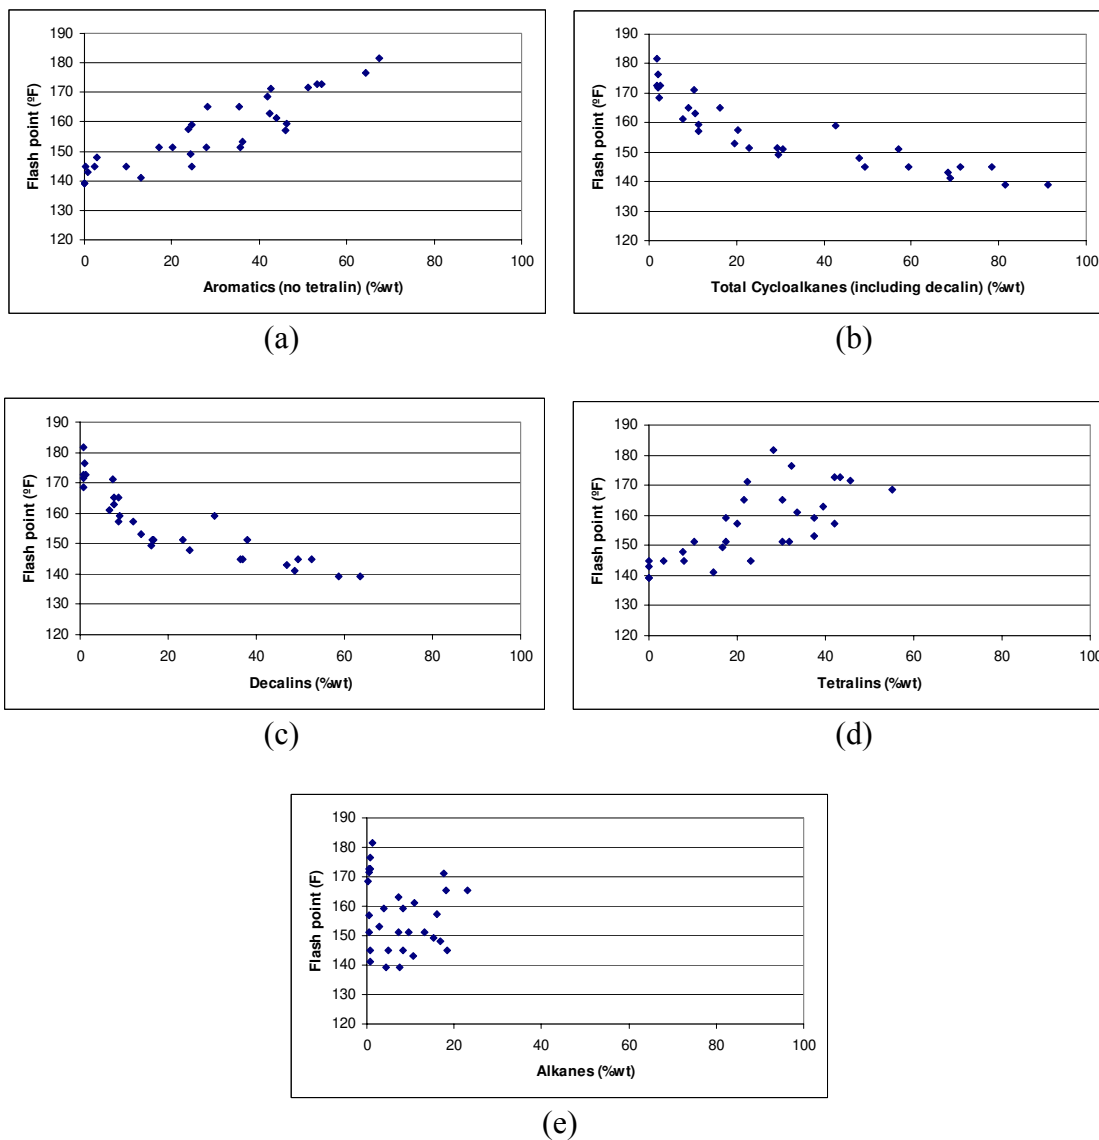 190
180
170
160
150
140
130
120
Flash point (ºF)
0 20 40 60 80 100
Aromatics (no tetralin) (%wt)
(a)
190
180
170
160
150
140
130
120
Flash point (ºF)
0 20 40 60 80 100
Total Cycloalkanes (including decalin) (%wt)
(b)
190
180
170
160
150
140
130
120
Flash point (ºF)
0 20 40 60 80 100
Decalins (%wt)
(c)
190
180
170
160
150
140
130
120
Flash point (ºF)
0 20 40 60 80 100
Tetralins (%wt)
(d)
190
180
170
160
150
140
130
120
Flash point (F)
0 20 40 60 80 100
Alkanes (%wt)
(e)